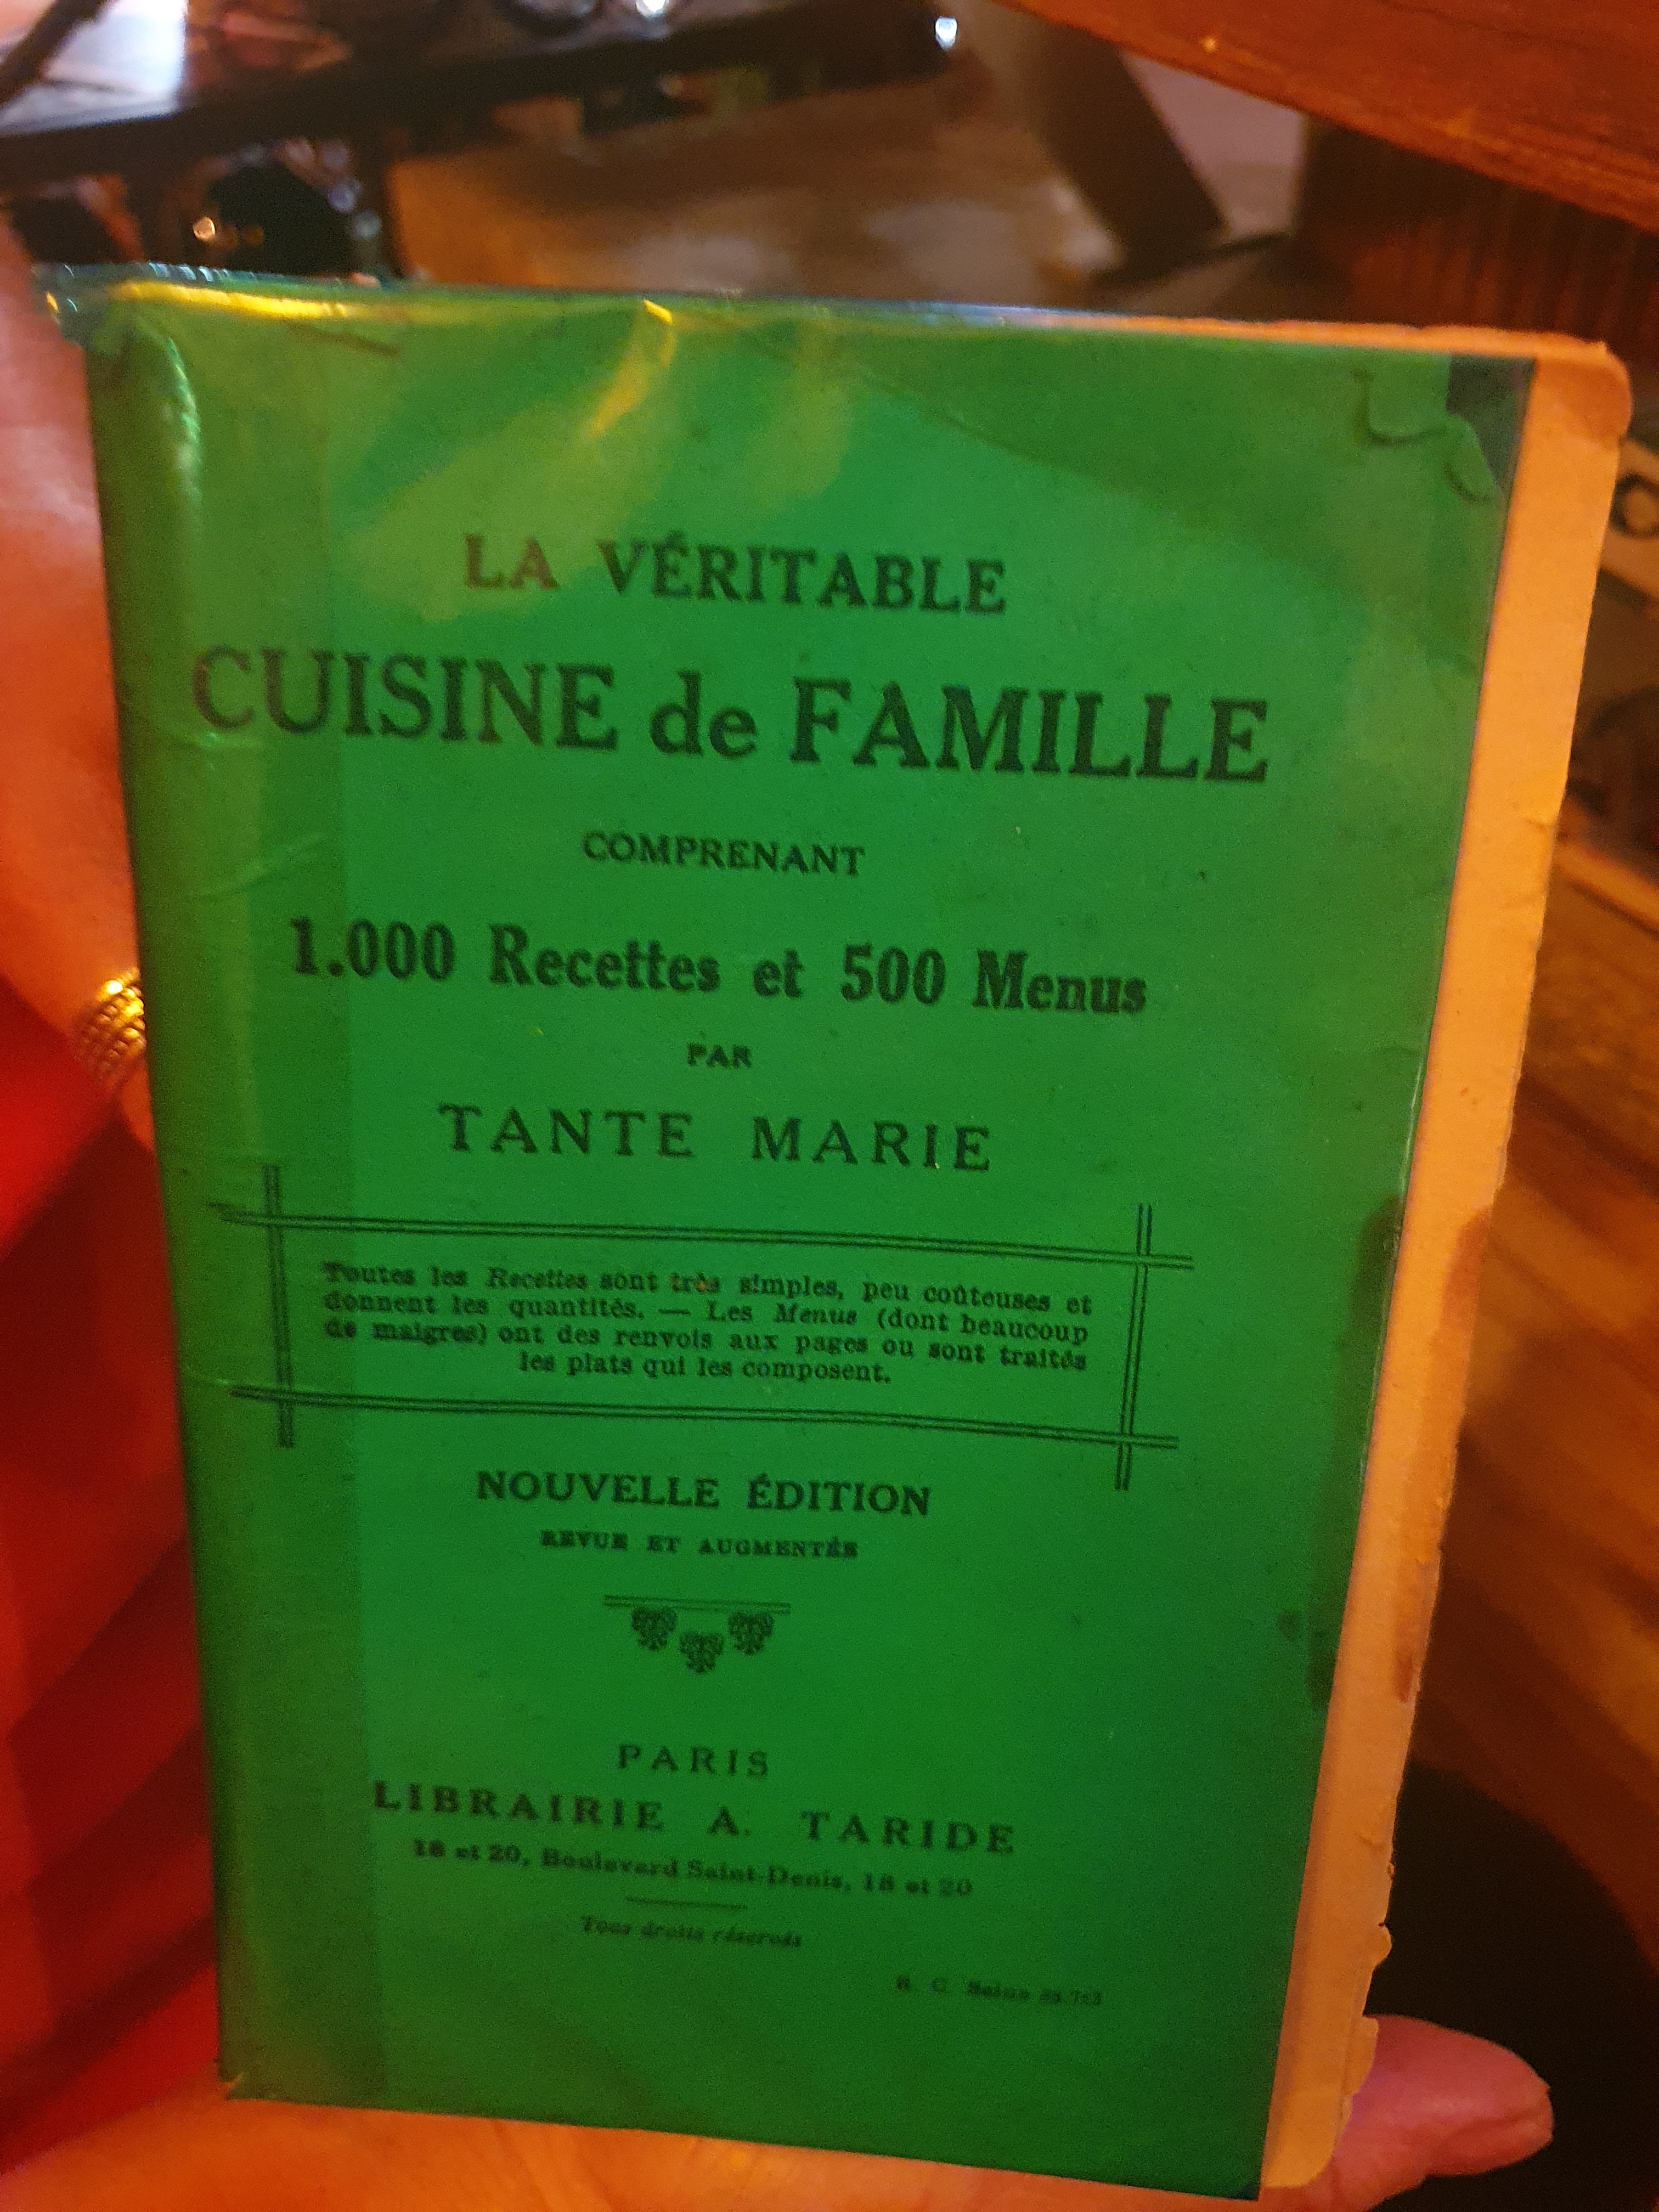 LA VÉRITABLE
CUISINE de FAMILLE
COMPRENANT
1.000 Recettes et 500 Menus
PAR
TANTE MARIE
Toutes les Recettes sont très simples, peu coûteuses et
donnent les quantités. — Les Menus (dont beaucoup
de maigres) ont des renvois aux pages ou sont traités
les plats qui les composent.
NOUVELLE ÉDITION
REVUE ET AUGMENTÉE
PARIS
LIBRAIRIE A. TARIDE
18 et 20, Boulevard Saint-Denis, 18 et 20
Tous droits réservés
R. C. Seine